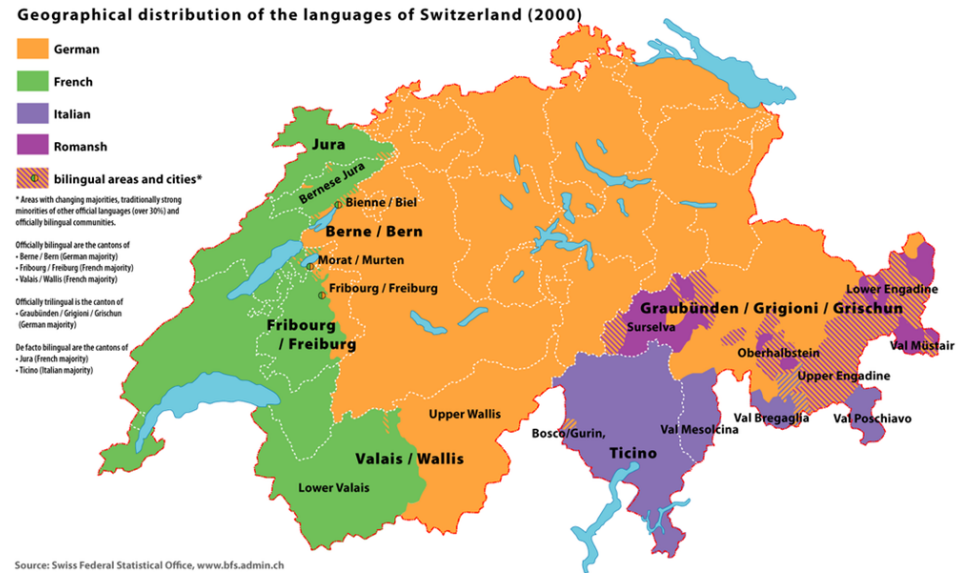 Geographical distribution of the languages of Switzerland (2000)
German
French
Italian
Romansh
bilingual areas and cities*
* Areas with changing majorities, traditionally strong
minorities of other official languages (over 30%) and
officially bilingual communities.
Officially bilingual are the cantons of
• Berne / Bern (German majority)
• Fribourg / Freiburg (French majority)
• Valais / Wallis (French majority)
Officially trilingual is the canton of
• Graubünden / Grigioni / Grischun
(German majority)
De facto bilingual are the cantons of
• Jura (French majority)
• Ticino (Italian majority)
Jura
Bernese Jura
Bienne / Biel
Berne / Bern
Morat / Murten
Fribourg / Freiburg
Fribourg
/ Freiburg
Lower Engadine
Graubünden / Grigioni / Grischun
Surselva
Val Müstair
Oberhalbstein
Upper Engadine
Upper Wallis
Val Bregaglia
Val Poschiavo
Bosco/Gurin,
Val Mesolcina
Ticino
Valais / Wallis
Lower Valais
Source: Swiss Federal Statistical Office, www.bfs.admin.ch